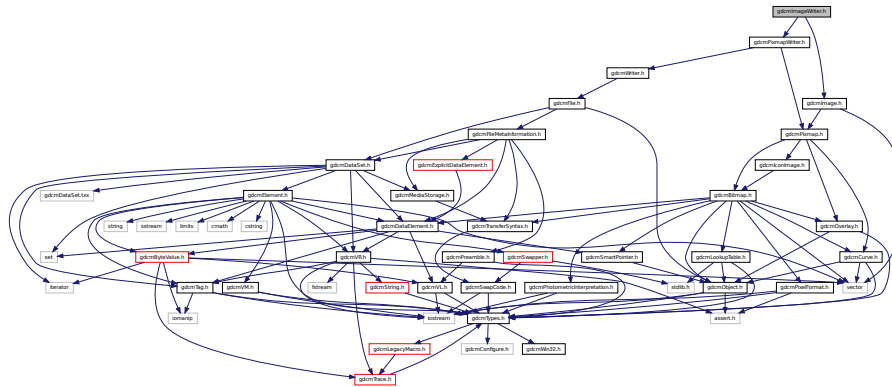 gdcmImageWriter.h
gdcmPixmapWriter.h
gdcmWriter.h
gdcmFile.h
gdcmImage.h
gdcmFileMetaInformation.h
gdcmPixmap.h
gdcmDataSet.h
gdcmExplicitDataElement.h
gdcmIconImage.h
gdcmDataSet.txx
gdcmElement.h
gdcmMediaStorage.h
gdcmBitmap.h
string
sstream
limits
cmath
cstring
gdcmDataElement.h
gdcmTransferSyntax.h
gdcmOverlay.h
set
gdcmByteValue.h
gdcmVR.h
gdcmPreamble.h
gdcmSwapper.h
gdcmSmartPointer.h
gdcmLookupTable.h
gdcmCurve.h
iterator
gdcmTag.h
gdcmVM.h
fstream
gdcmString.h
gdcmVL.h
gdcmSwapCode.h
gdcmPhotometricInterpretation.h
stdlib.h
gdcmObject.h
gdcmPixelFormat.h
vector
iomanip
iostream
gdcmTypes.h
assert.h
gdcmLegacyMacro.h
gdcmConfigure.h
gdcmWin32.h
gdcmTrace.h